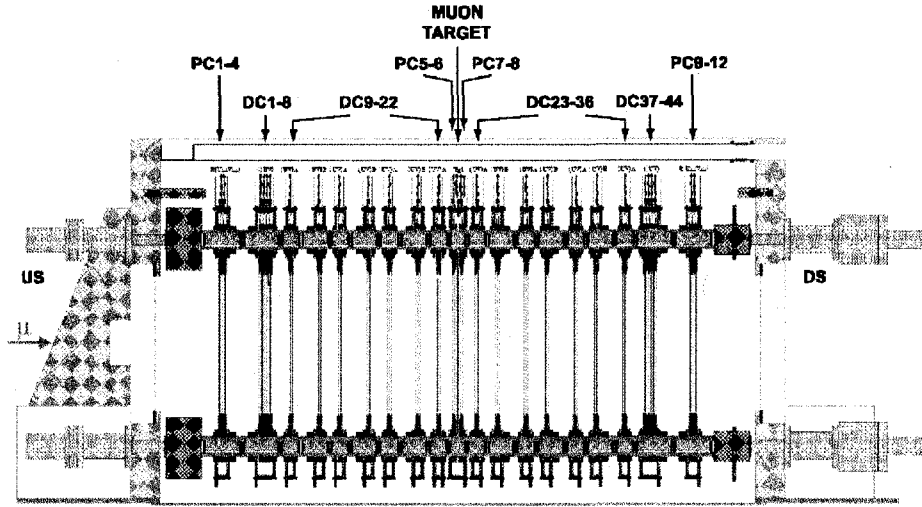 MUON
TARGET
PC1-4
PC5-6
PC7-8
PC9-12
DC1-8
DC9-22
DC23-36
DC37-44
US
DS
μ